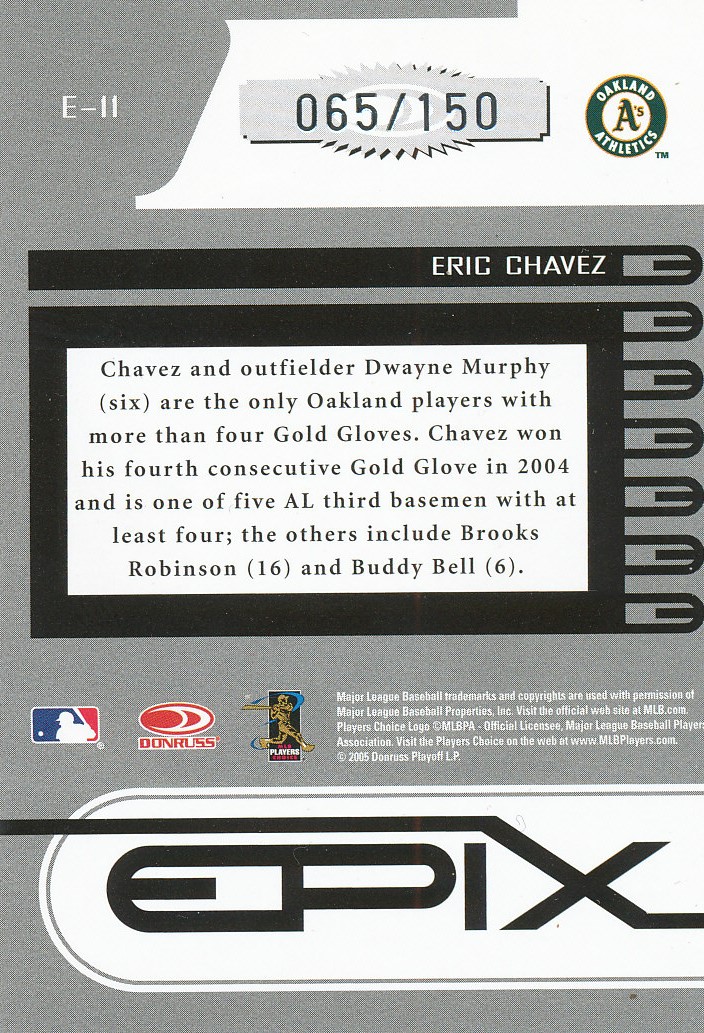 E-11
065/150
OAKLAND
A's
ATHLETICS
TM
ERIC CHAVEZ
Chavez and outfielder Dwayne Murphy
(six) are the only Oakland players with
more than four Gold Gloves. Chavez won
his fourth consecutive Gold Glove in 2004
and is one of five AL third basemen with at
least four; the others include Brooks
Robinson (16) and Buddy Bell (6).
DONRUSS®
MLB
PLAYERS
CHOICE
Major League Baseball trademarks and copyrights are used with permission of
Major League Baseball Properties, Inc. Visit the official web site at MLB.com.
Players Choice Logo ©MLBPA - Official Licensee, Major League Baseball Players
Association. Visit the Players Choice on the web at www.MLBPlayers.com.
© 2005 Donruss Playoff L.P.
EPIX